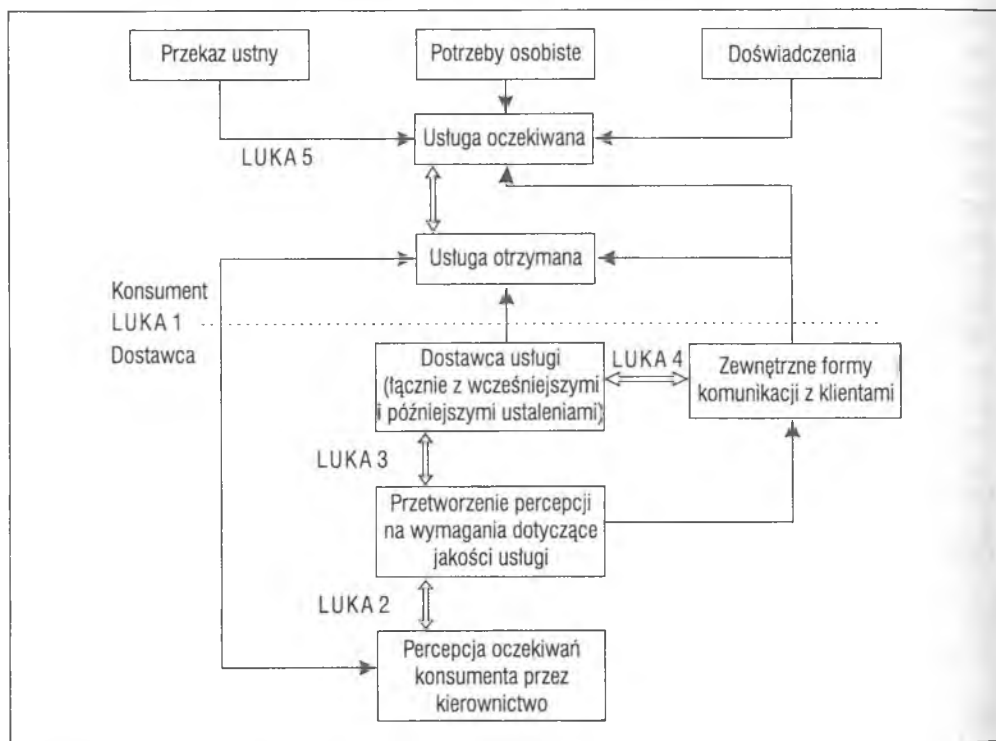 Przekaz ustny
Potrzeby osobiste
Doświadczenia
Usługa oczekiwana
LUKA 5
Usługa otrzymana
Konsument
LUKA 1
Dostawca
Dostawca usługi
(łącznie z wcześniejszymi
i późniejszymi ustaleniami)
LUKA 4
Zewnętrzne formy
komunikacji z klientami
LUKA 3
Przetworzenie percepcji
na wymagania dotyczące
jakości usługi
LUKA 2
Percepcja oczekiwań
konsumenta przez
kierownictwo